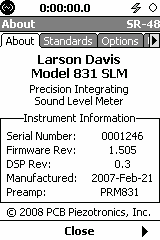 0:00:00.0
About SR-48
About Standards Options
Larson Davis
Model 831 SLM
Precision Integrating
Sound Level Meter
Instrument Information
Serial Number: 0001246
Firmware Rev: 1.505
DSP Rev: 0.3
Manufactured: 2007-Feb-21
Preamp: PRM831
© 2008 PCB Piezotronics, Inc.
Close